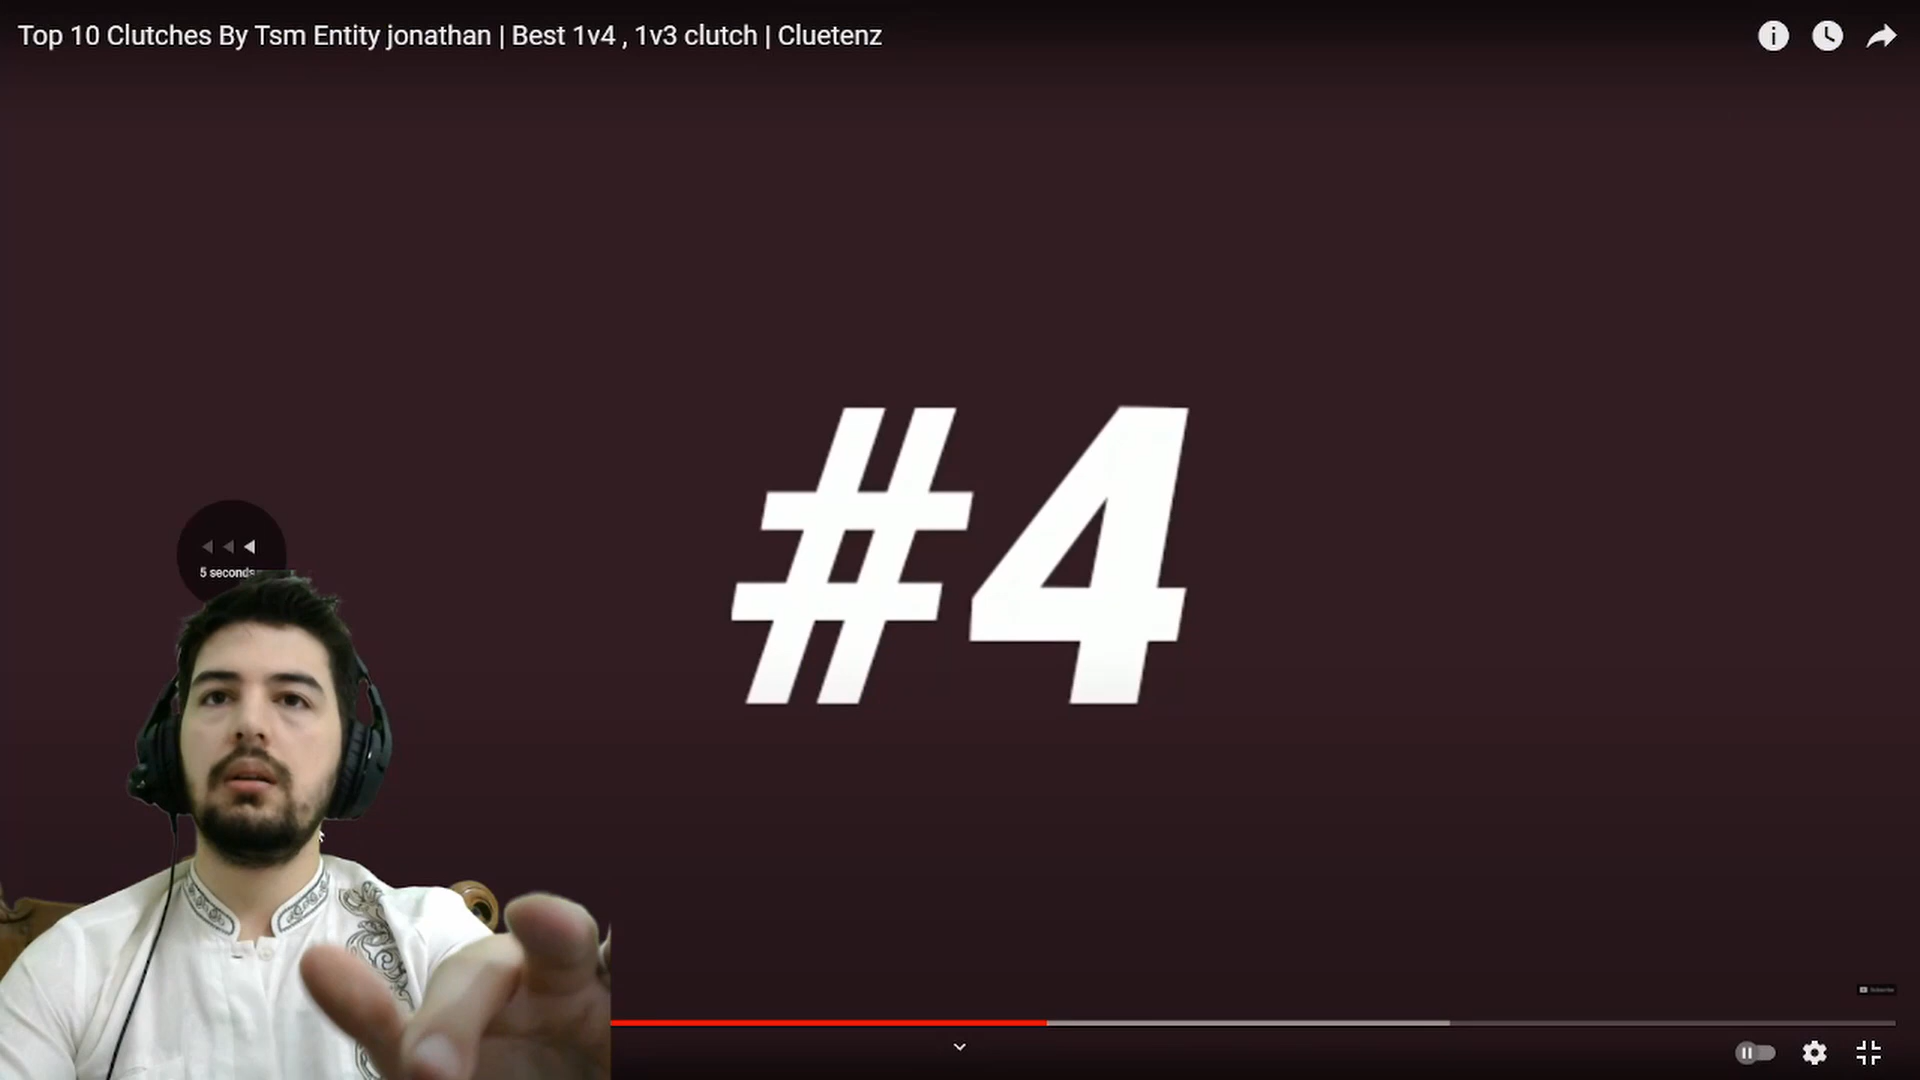 Top 10 Clutches By Tsm Entity jonathan | Best 1v4 , 1v3 clutch | Cluetenz
#4
5 seconds